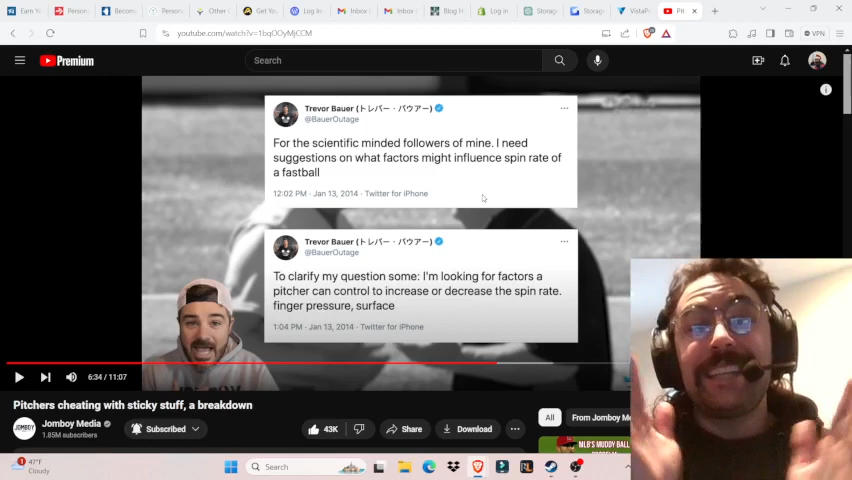 Earn Yo
Person
Becom
Persona
Other C
Get You
Log In
Inbox (
Inbox (
Blog H
Log in
Storag
Storag
VistaPr
Pit
youtube.com/watch?v=1bqOOyMjCCM
VPN
Premium
Search
Trevor Bauer (トレバー・バウアー)
@BauerOutage
For the scientific minded followers of mine. I need
suggestions on what factors might influence spin rate of
a fastball
12:02 PM · Jan 13, 2014 · Twitter for iPhone
Trevor Bauer (トレバー・バウアー)
@BauerOutage
To clarify my question some: I'm looking for factors a
pitcher can control to increase or decrease the spin rate.
finger pressure, surface
1:04 PM · Jan 13, 2014 · Twitter for iPhone
6:34 / 11:07
Pitchers cheating with sticky stuff, a breakdown
JOMBOY
Jomboy Media
1.85M subscribers
Subscribed
43K
Share
Download
All
From Jomboy Me
MLB'S MUDDY BALL
1
47°F
Cloudy
Search